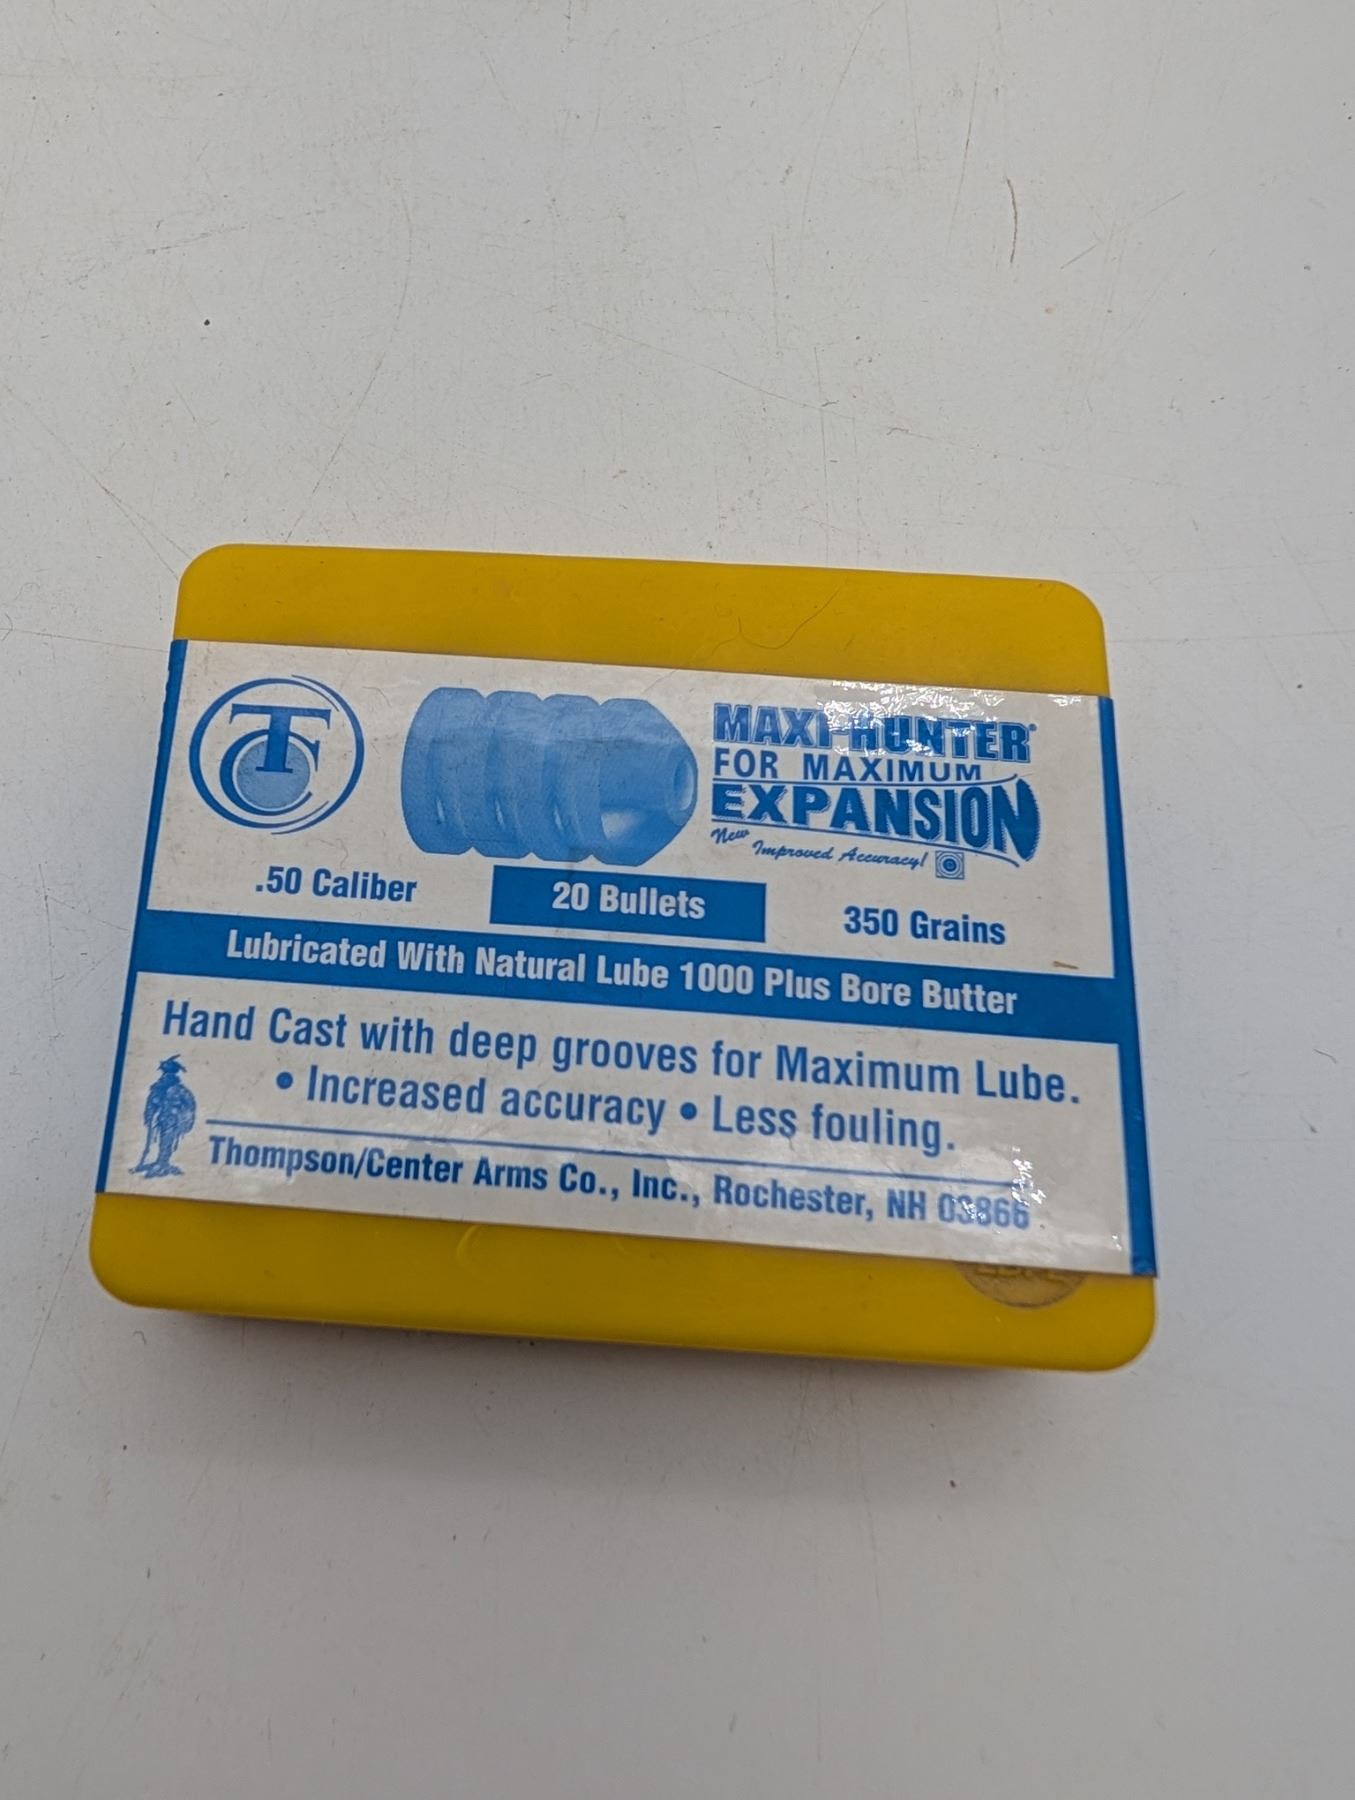 TC
MAXI-HUNTER
FOR MAXIMUM
EXPANSION
New Improved Accuracy!
.50 Caliber
20 Bullets
350 Grains
Lubricated With Natural Lube 1000 Plus Bore Butter
Hand Cast with deep grooves for Maximum Lube.
• Increased accuracy • Less fouling.
Thompson/Center Arms Co., Inc., Rochester, NH 03866